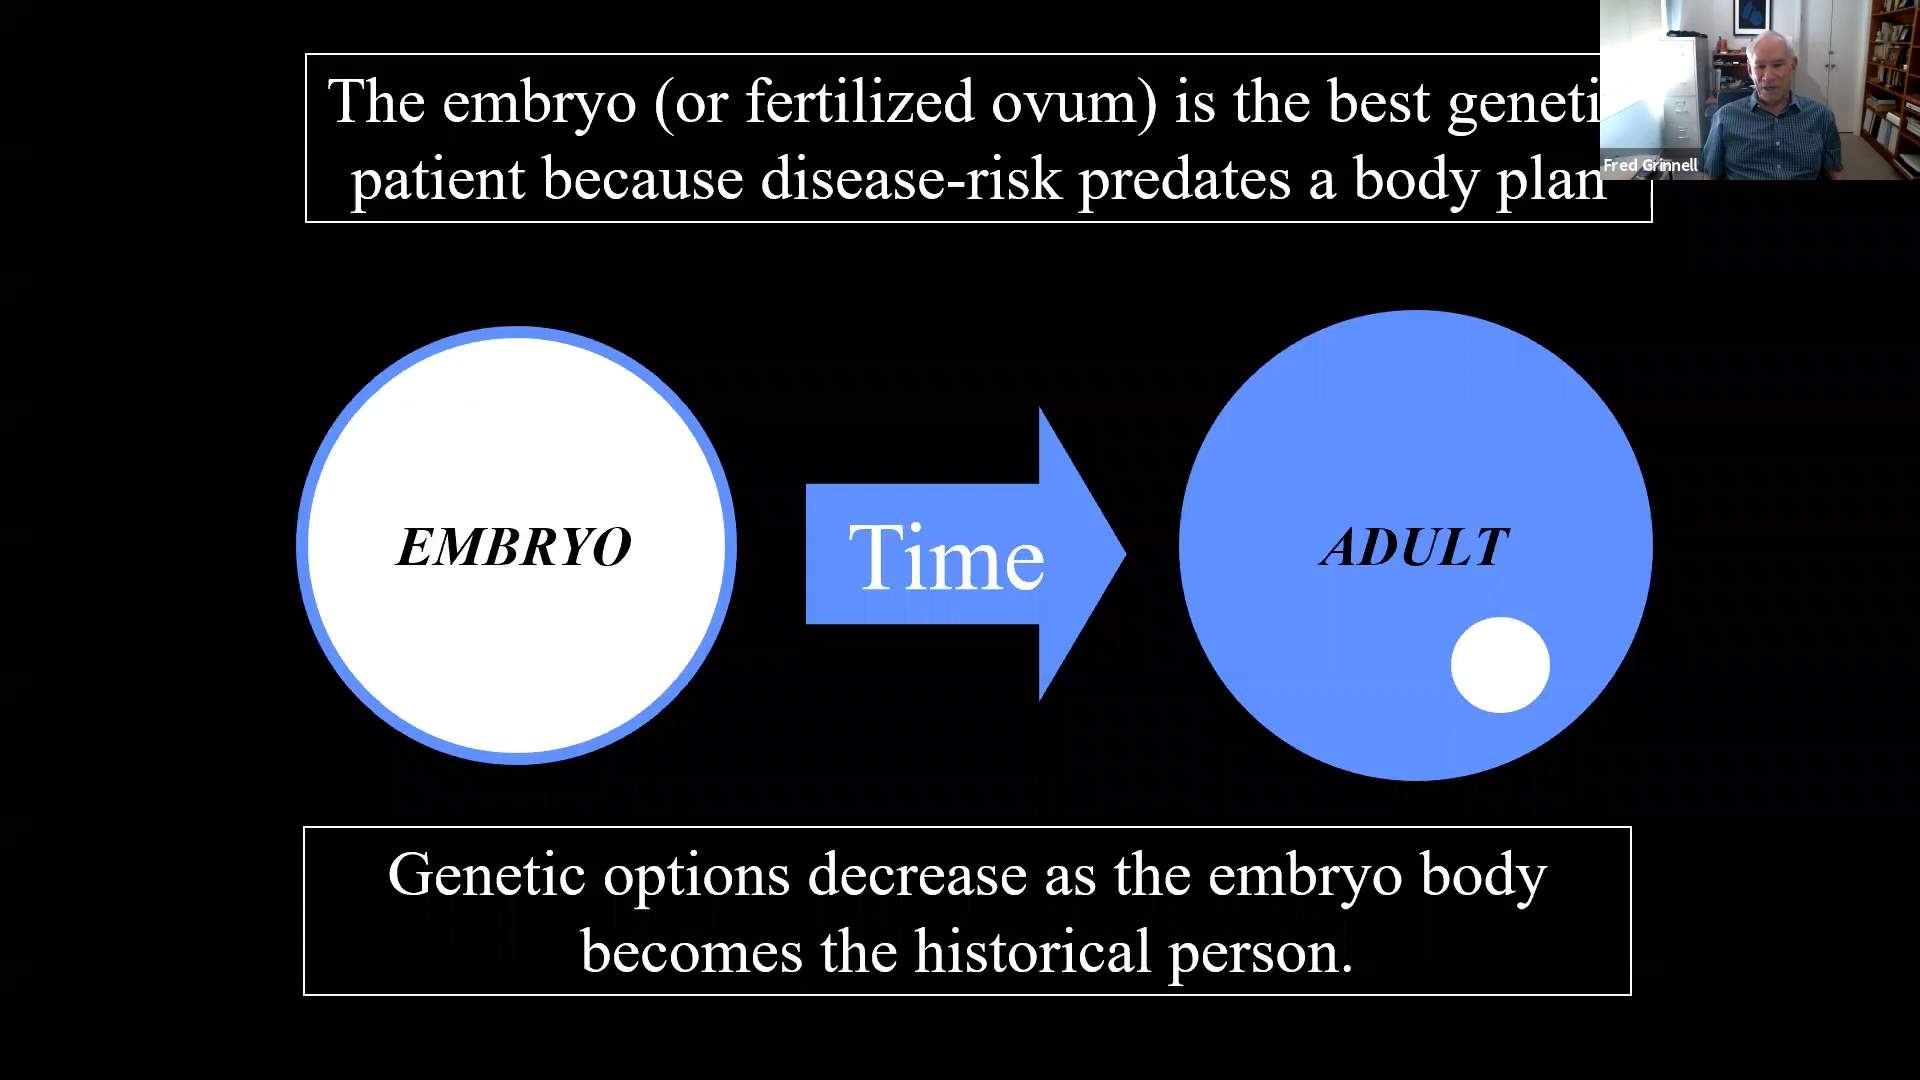 The embryo (or fertilized ovum) is the best geneti
patient because disease-risk predates a body plan
Fred Grinnell
EMBRYO
Time
ADULT
Genetic options decrease as the embryo body
becomes the historical person.